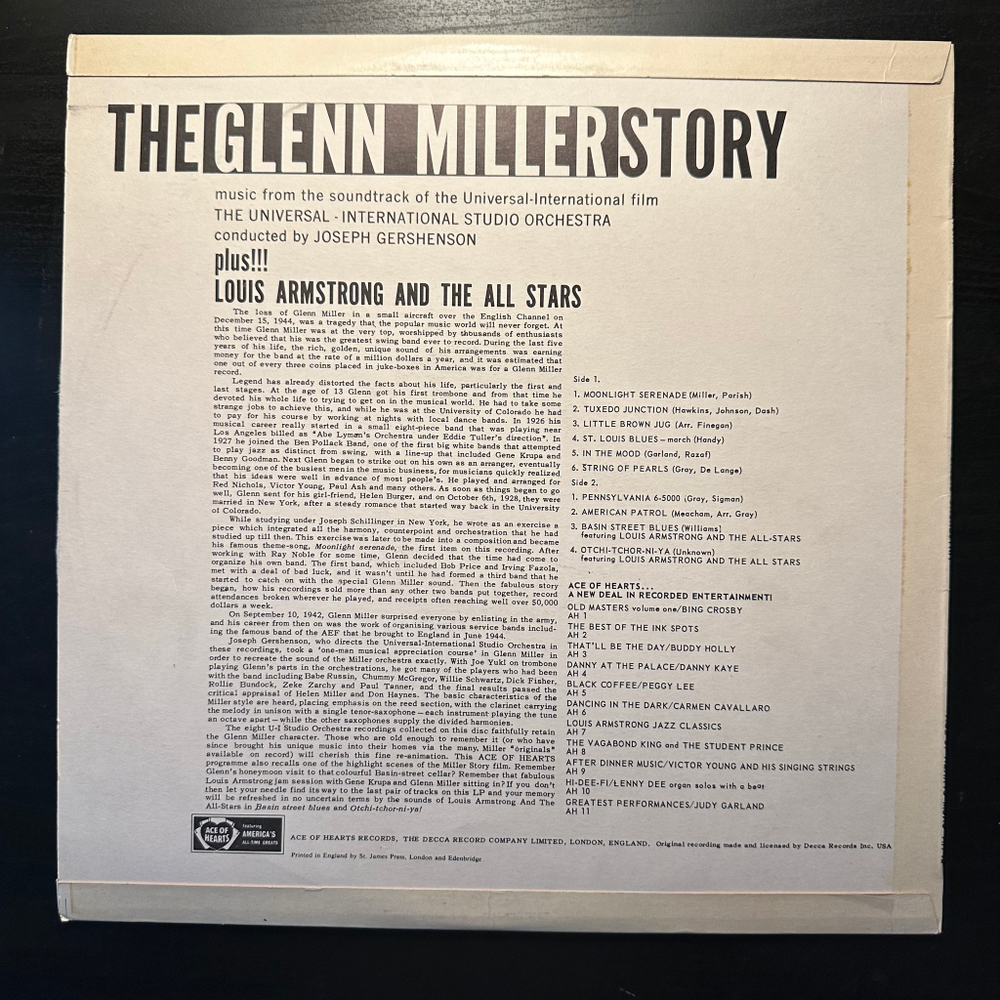 THE GLENN MILLER STORY
music from the soundtrack of the Universal-International film
THE UNIVERSAL - INTERNATIONAL STUDIO ORCHESTRA
conducted by JOSEPH GERSHENSON
plus!!!
LOUIS ARMSTRONG AND THE ALL STARS
The loss of Glenn Miller in a small aircraft over the English Channel on
December 15, 1944, was a tragedy that the popular music world will never forget. At
this time Glenn Miller was at the very top, worshipped by thousands of enthusiasts
who believed that his was the greatest swing band ever to record. During the last five
years of his life, the rich, golden, unique sound of his arrangements was earning
money for the band at the rate of a million dollars a year, and it was estimated that
one out of every three coins placed in juke-boxes in America was for a Glenn Miller
record.
Legend has already distorted the facts about his life, particularly the first and
last stages. At the age of 13 Glenn got his first trombone and from that time he
devoted his whole life to trying to get on in the musical world. He had to take some
strange jobs to achieve this, and while he was at the University of Colorado he had
to pay for his course by working at nights with local dance bands. In 1926 his
musical career really started in a small eight-piece band that was playing near
Los Angeles billed as "Abe Lyman's Orchestra under Eddie Tuller's direction". In
1927 he joined the Ben Pollack Band, one of the first big white bands that attempted
to play jazz as distinct from swing, with a line-up that included Gene Krupa and
Benny Goodman. Next Glenn began to strike out on his own as an arranger, eventually
becoming one of the busiest men in the music business, for musicians quickly realized
that his ideas were well in advance of most people's. He played and arranged for
Red Nichols, Victor Young, Paul Ash and many others. As soon as things began to go
well, Glenn sent for his girl-friend, Helen Burger, and on October 6th, 1928, they were
married in New York, after a steady romance that started way back in the University
of Colorado.
While studying under Joseph Schillinger in New York, he wrote as an exercise a
piece which integrated all the harmony, counterpoint and orchestration that he had
studied up till then. This exercise was later to be made into a composition and became
his famous theme-song, Moonlight serenade, the first item on this recording. After
working with Ray Noble for some time, Glenn decided that the time had come to
organize his own band. The first band, which included Bob Price and Irving Fazola,
met with a deal of bad luck, and it wasn't until he had formed a third band that he
started to catch on with the special Glenn Miller sound. Then the fabulous story
began, how his recordings sold more than any other two bands put together, record
attendances broken wherever he played, and receipts often reaching well over 50,000
dollars a week.
On September 10, 1942, Glenn Miller surprised everyone by enlisting in the army,
and his career from then on was the work of organising various service bands includ-
ing the famous band of the AEF that he brought to England in June 1944.
Joseph Gershenson, who directs the Universal-International Studio Orchestra in
these recordings, took a 'one-man musical appreciation course' in Glenn Miller in
order to recreate the sound of the Miller orchestra exactly. With Joe Yukl on trombone
playing Glenn's parts in the orchestrations, he got many of the players who had been
with the band including Babe Russin, Chummy McGregor, Willie Schwartz, Dick Fisher,
Rollie Bundock, Zeke Zarchy and Paul Tanner, and the final results passed the
critical appraisal of Helen Miller and Don Haynes. The basic characteristics of the
Miller style are heard, placing emphasis on the reed section, with the clarinet carrying
the melody in unison with a single tenor-saxophone—each instrument playing the tune
an octave apart—while the other saxophones supply the divided harmonies.
The eight U-I Studio Orchestra recordings collected on this disc faithfully retain
the Glenn Miller character. Those who are old enough to remember it (or who have
since brought his unique music into their homes via the many, Miller "originals"
available on record) will cherish this fine re-animation. This ACE OF HEARTS
programme also recalls one of the highlight scenes of the Miller Story film. Remember
Glenn's honeymoon visit to that colourful Basin-street cellar? Remember that fabulous
Louis Armstrong jam session with Gene Krupa and Glenn Miller sitting in? If you don't
then let your needle find its way to the last pair of tracks on this LP and your memory
will be refreshed in no uncertain terms by the sounds of Louis Armstrong And The
All-Stars in Basin street blues and Otchi-tchor-ni-ya!
Side 1.
1. MOONLIGHT SERENADE (Miller, Parish)
2. TUXEDO JUNCTION (Hawkins, Johnson, Dash)
3. LITTLE BROWN JUG (Arr. Finegan)
4. ST. LOUIS BLUES — march (Handy)
5. IN THE MOOD (Garland, Razaf)
6. STRING OF PEARLS (Gray, De Lange)
Side 2.
1. PENNSYLVANIA 6-5000 (Gray, Sigman)
2. AMERICAN PATROL (Meacham, Arr. Gray)
3. BASIN STREET BLUES (Williams)
featuring LOUIS ARMSTRONG AND THE ALL-STARS
4. OTCHI-TCHOR-NI-YA (Unknown)
featuring LOUIS ARMSTRONG AND THE ALL STARS
ACE OF HEARTS...
A NEW DEAL IN RECORDED ENTERTAINMENT!
OLD MASTERS volume one/BING CROSBY
AH 1
THE BEST OF THE INK SPOTS
AH 2
THAT'LL BE THE DAY/BUDDY HOLLY
AH 3
DANNY AT THE PALACE/DANNY KAYE
AH 4
BLACK COFFEE/PEGGY LEE
AH 5
DANCING IN THE DARK/CARMEN CAVALLARO
AH 6
LOUIS ARMSTRONG JAZZ CLASSICS
AH 7
THE VAGABOND KING and THE STUDENT PRINCE
AH 8
AFTER DINNER MUSIC/VICTOR YOUNG AND HIS SINGING STRINGS
AH 9
HI-DEE-FI/LENNY DEE organ solos with a beat
AH 10
GREATEST PERFORMANCES/JUDY GARLAND
AH 11
ACE OF HEARTS
featuring
AMERICA'S
ALL-TIME GREATS
ACE OF HEARTS RECORDS, THE DECCA RECORD COMPANY LIMITED, LONDON, ENGLAND. Original recording made and licensed by Decca Records Inc. USA
Printed in England by St. James Press, London and Edenbridge